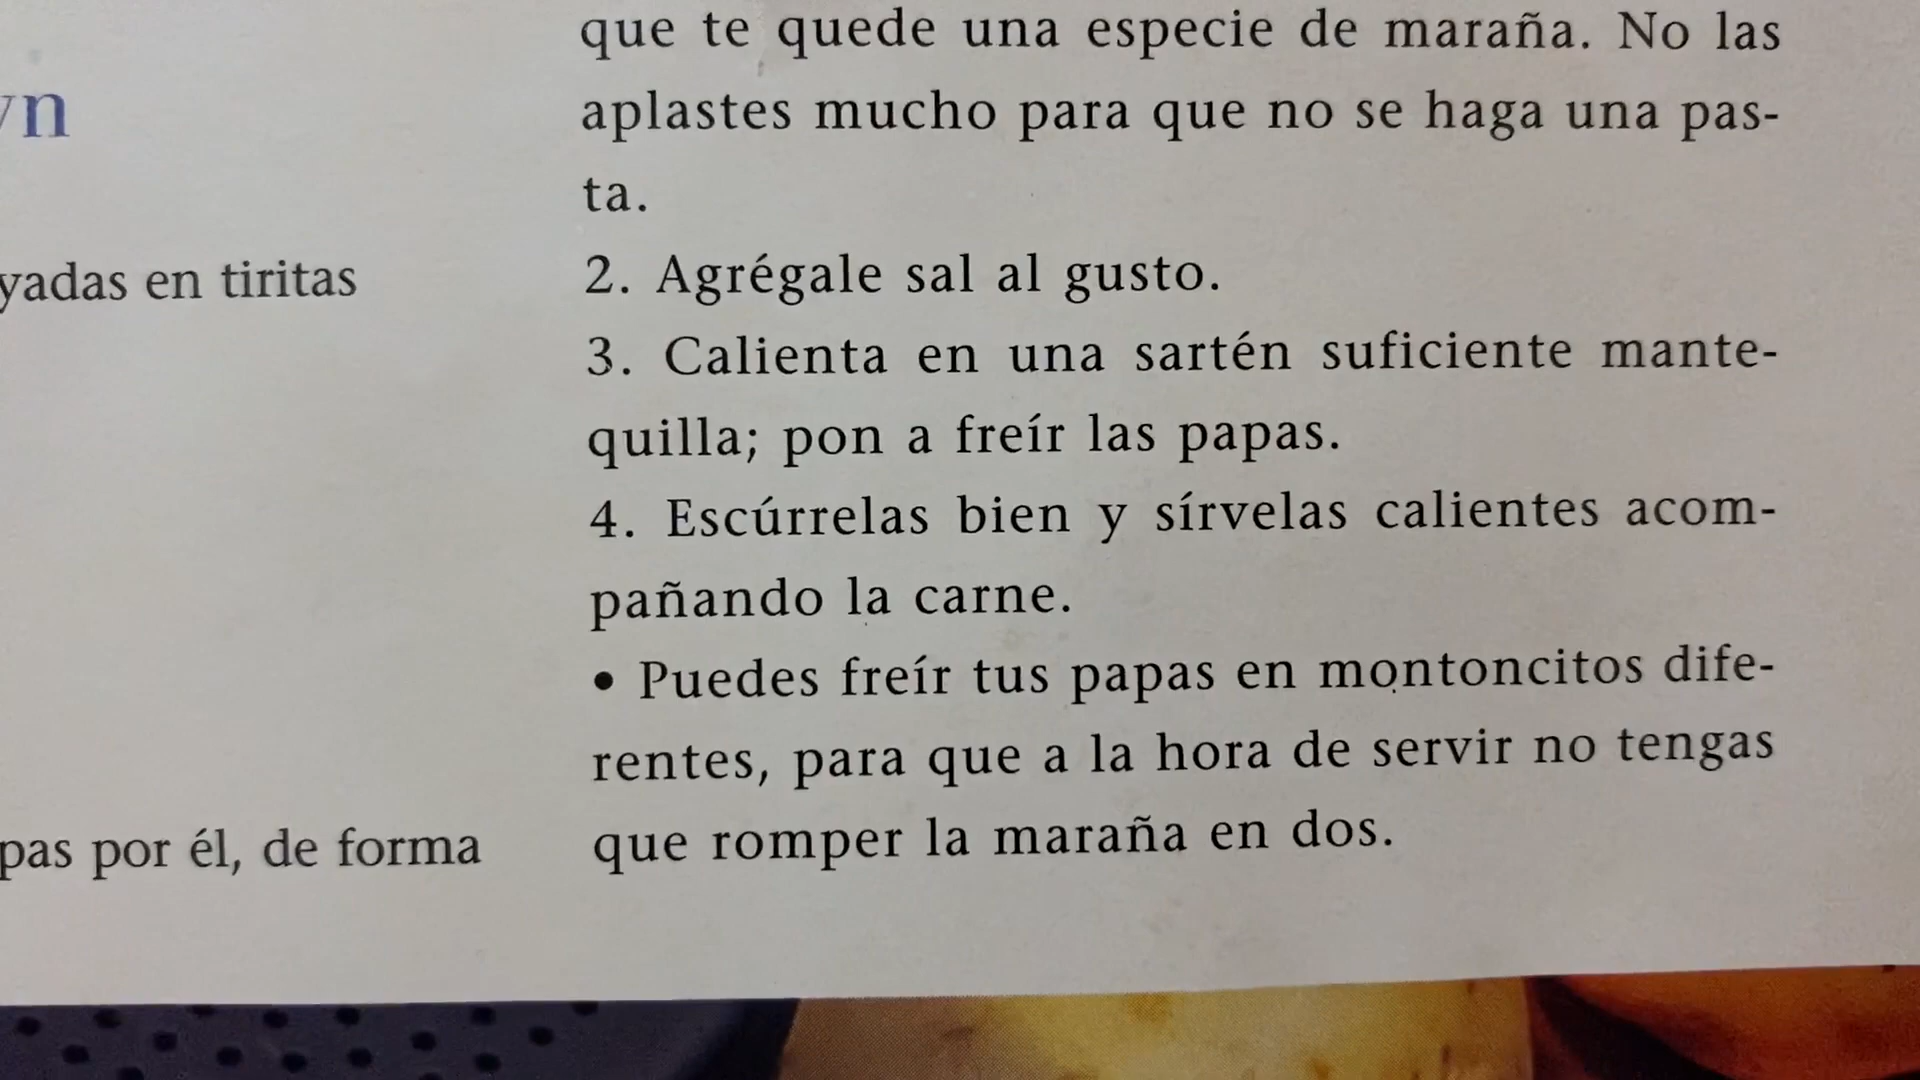 en tiritas
por él, de forma
que te quede una especie de maraña. No las
aplastes mucho para que no se haga una pas-
ta.
2. Agrégale sal al gusto.
3. Calienta en una sartén suficiente mante-
quilla; pon a freír las papas.
4. Escúrrelas bien y sírvelas calientes acom-
pañando la carne.
• Puedes freír tus papas en montoncitos dife-
rentes, para que a la hora de servir no tengas
que romper la maraña en dos.